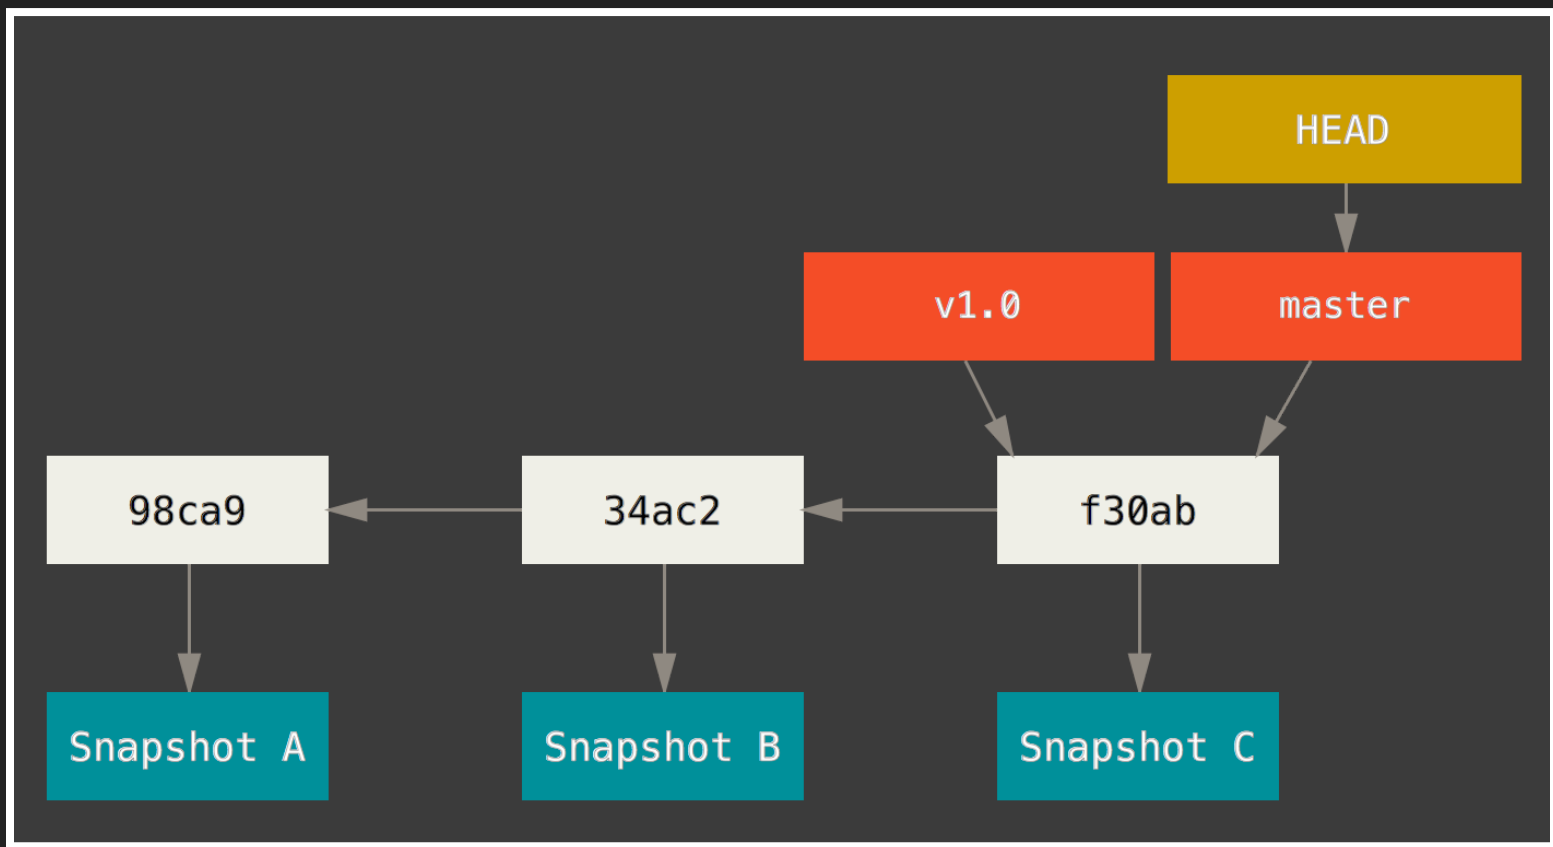 HEAD
v1.0
master
98ca9
34ac2
f30ab
Snapshot A
Snapshot B
Snapshot C